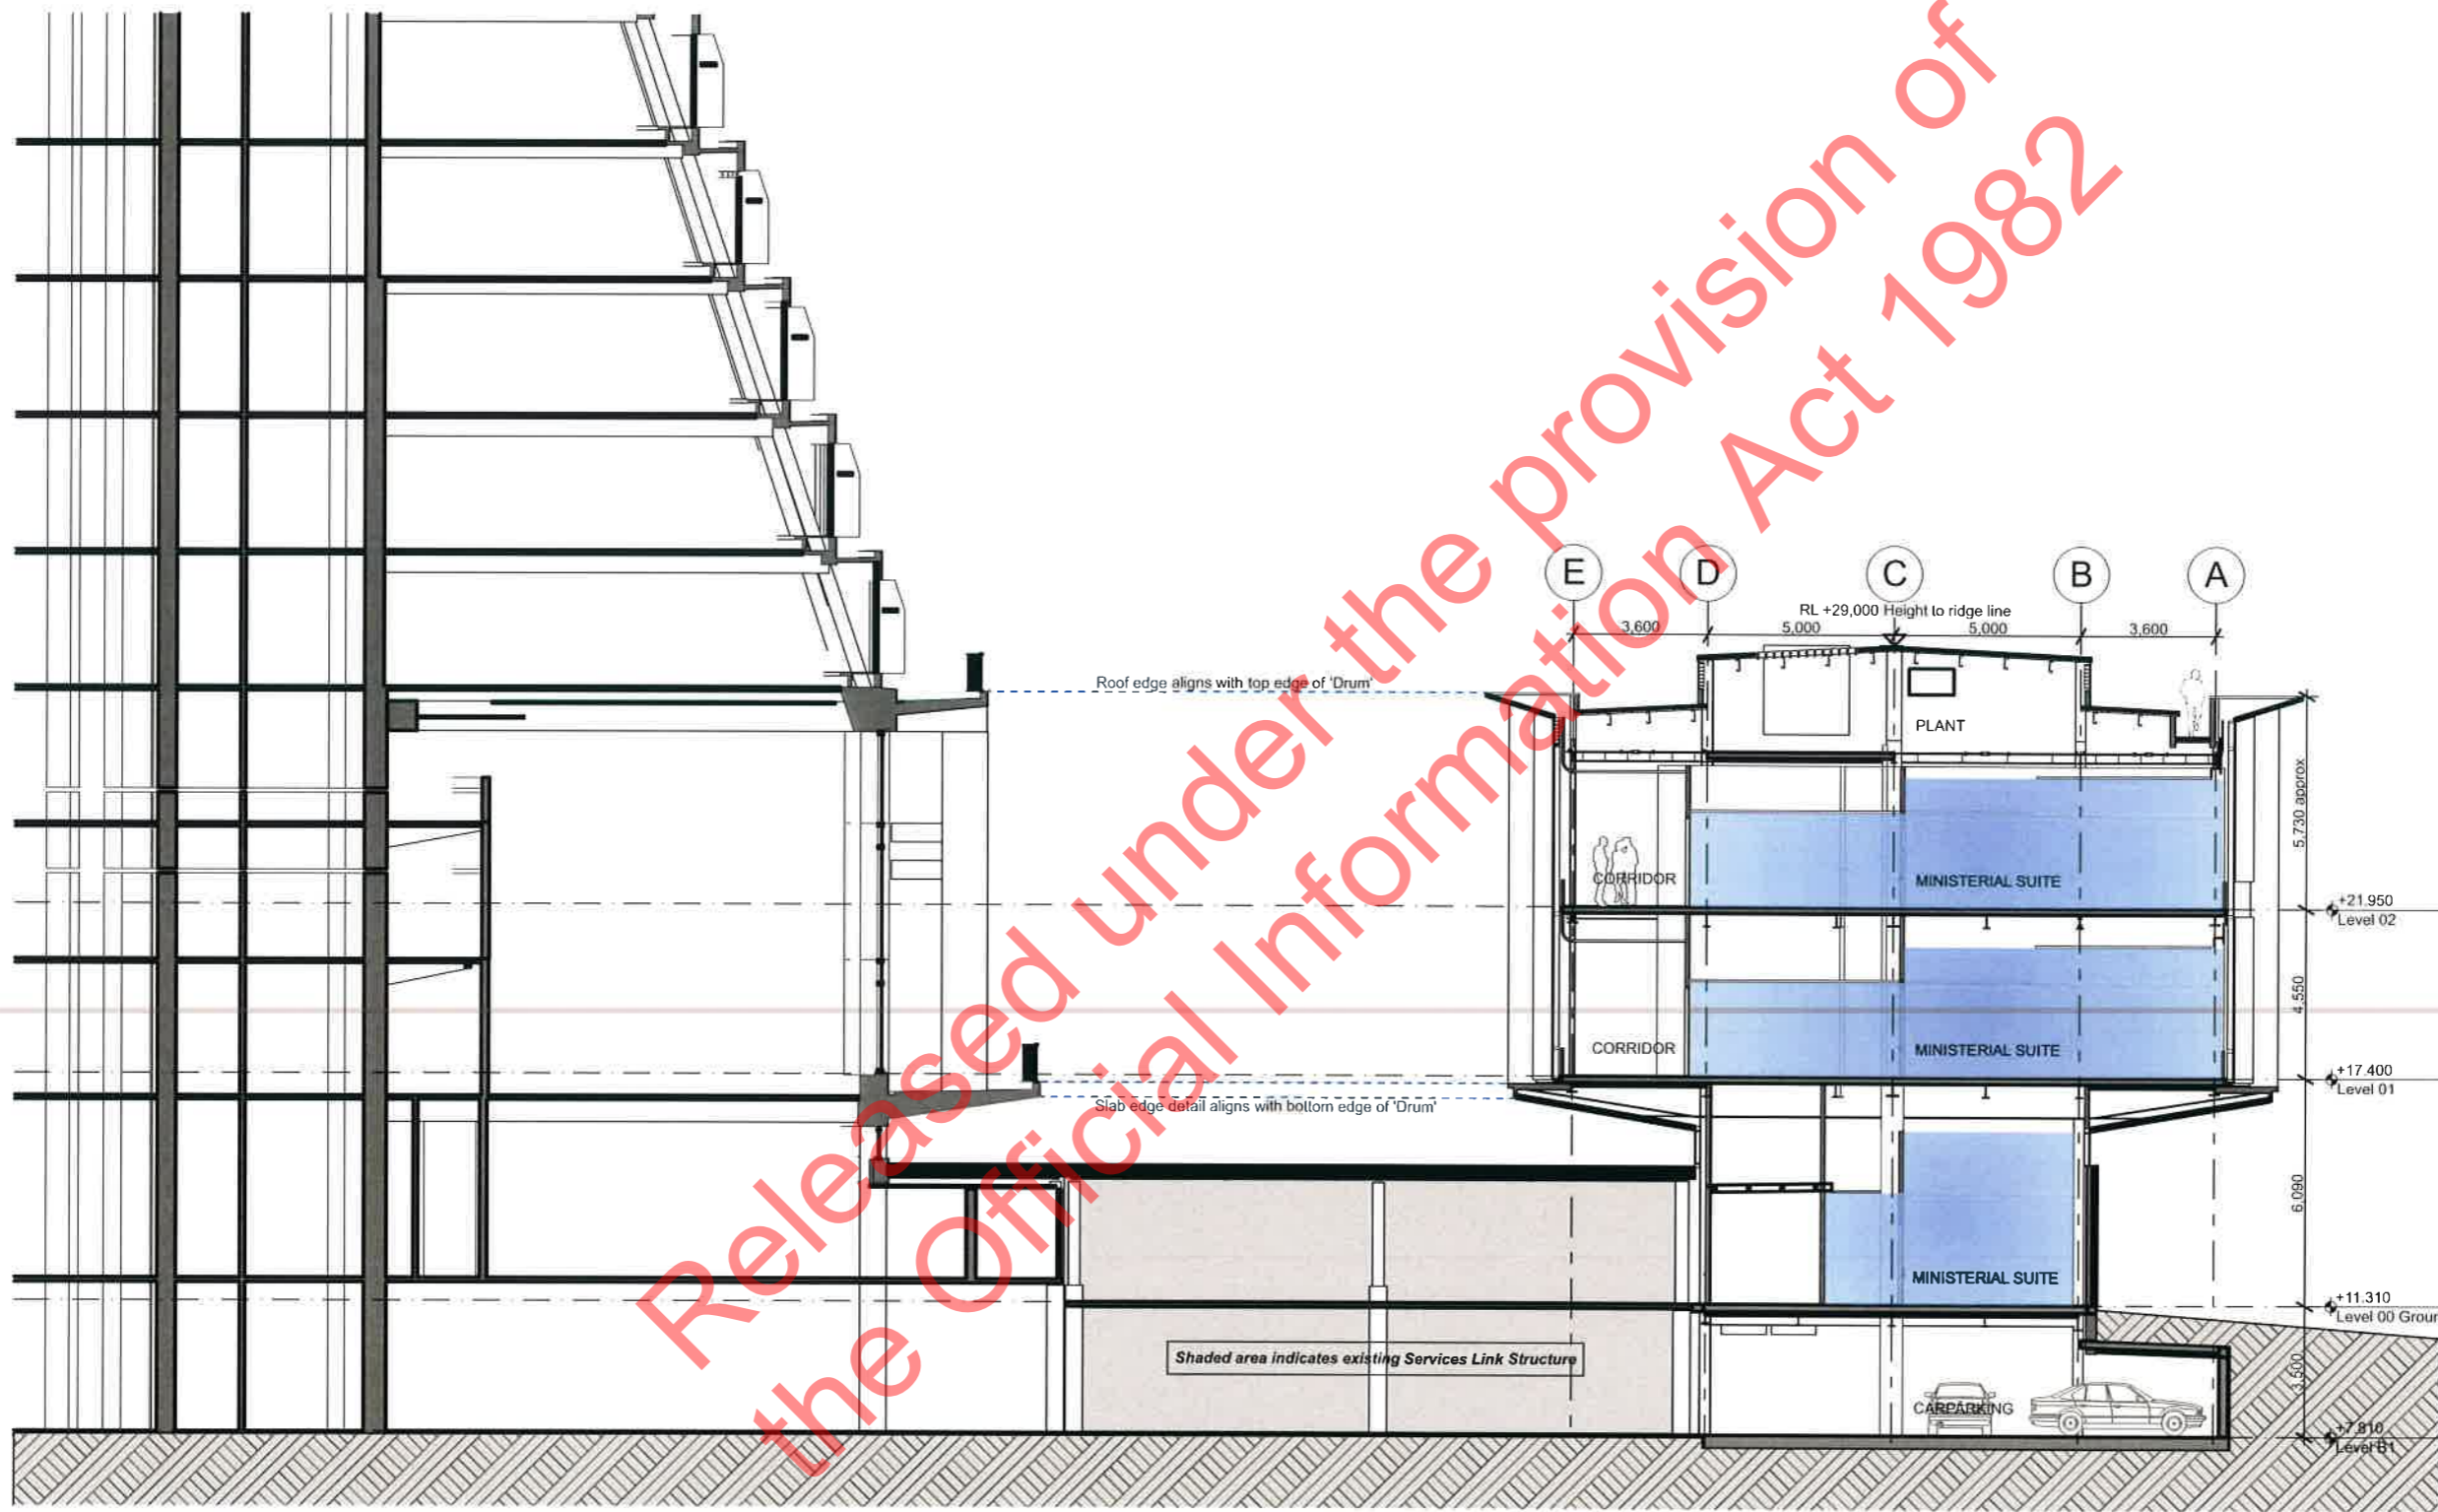 E
D
C
B
A
RL +29,000 Height to ridge line
3,600
5,000
5,000
3,600
Roof edge aligns with top edge of 'Drum'
PLANT
5,730 approx
CORRIDOR
MINISTERIAL SUITE
+21.950
Level 02
4,550
CORRIDOR
MINISTERIAL SUITE
+17.400
Level 01
Slab edge detail aligns with bottom edge of 'Drum'
6,090
MINISTERIAL SUITE
+11.310
Level 00 Groun
Shaded area indicates existing Services Link Structure
3,500
CARPARKING
+7.810
Level B1
Released under the provision of
the Official Information Act 1982